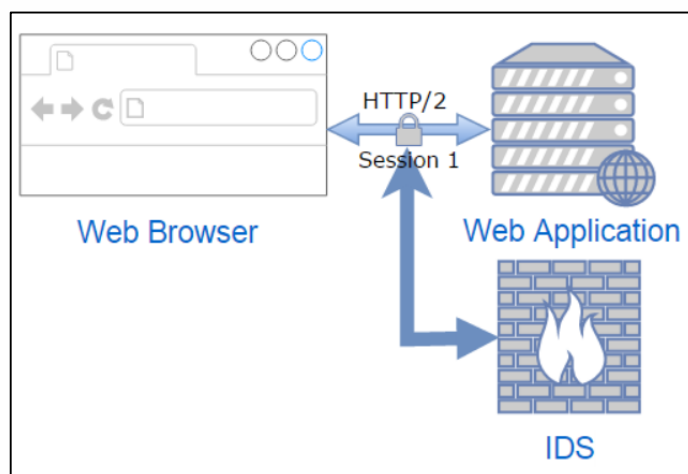 HTTP/2
Session 1
Web Browser
Web Application
IDS